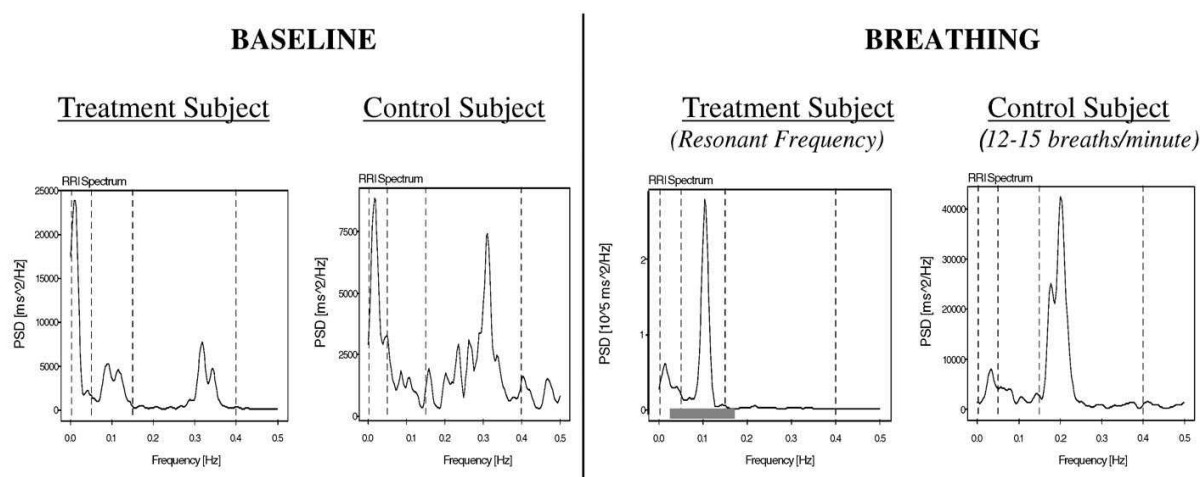 BASELINE
BREATHING
Treatment Subject
Control Subject
Treatment Subject
(Resonant Frequency)
Control Subject
(12-15 breaths/minute)
RRI Spectrum
PSD [ms^2/Hz]
25000
20000
15000
10000
5000
0
0.0 0.1 0.2 0.3 0.4 0.5
Frequency [Hz]
RRI Spectrum
PSD [ms^2/Hz]
7500
5000
2500
0
0.0 0.1 0.2 0.3 0.4 0.5
Frequency [Hz]
RRI Spectrum
PSD [10^5 ms^2/Hz]
2
1
0
0.0 0.1 0.2 0.3 0.4 0.5
Frequency [Hz]
RRI Spectrum
PSD [ms^2/Hz]
40000
30000
20000
10000
0
0.0 0.1 0.2 0.3 0.4 0.5
Frequency [Hz]